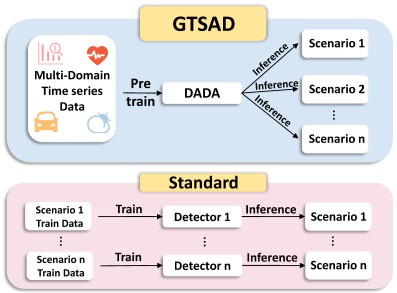 GTSAD
Multi-Domain
Time series
Data
Pre
train
DADA
Inference
Inference
Inference
Scenario 1
Scenario 2
⋮
Scenario n
Standard
Scenario 1
Train Data
Train
Detector 1
Inference
Scenario 1
⋮
⋮
⋮
Scenario n
Train Data
Train
Detector n
Inference
Scenario n